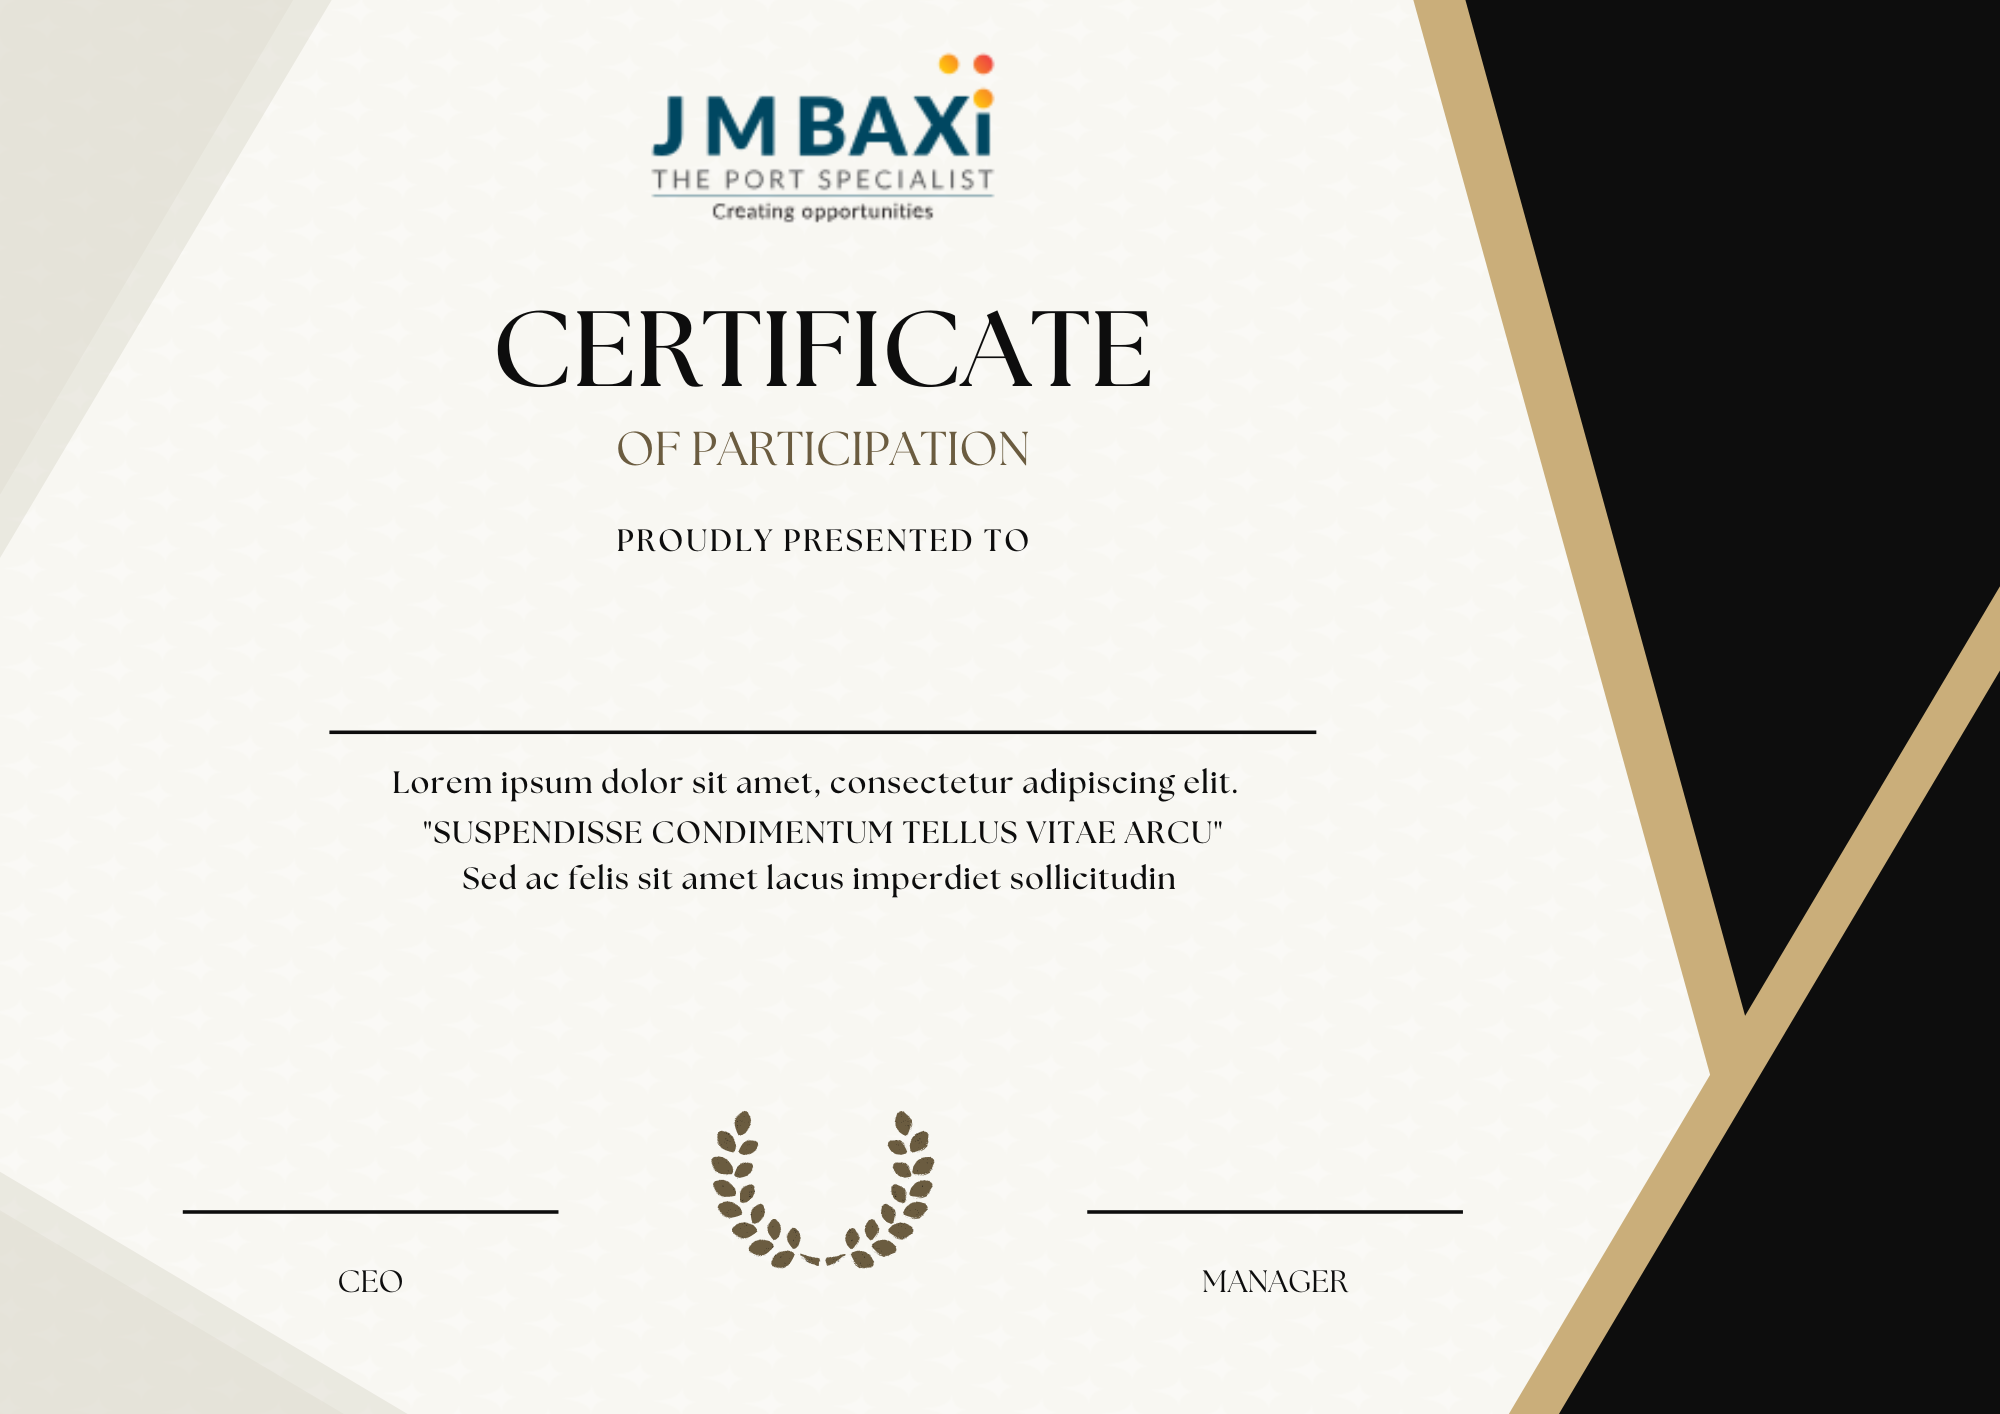 J M BAXi
THE PORT SPECIALIST
Creating opportunities
CERTIFICATE
OF PARTICIPATION
PROUDLY PRESENTED TO
Lorem ipsum dolor sit amet, consectetur adipiscing elit.
"SUSPENDISSE CONDIMENTUM TELLUS VITAE ARCU"
Sed ac felis sit amet lacus imperdiet sollicitudin
CEO
MANAGER